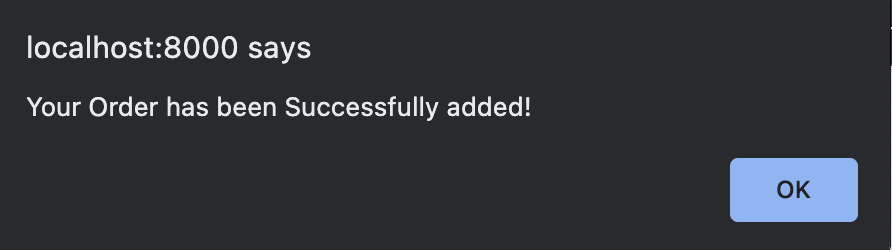 localhost:8000 says
Your Order has been Successfully added!
OK